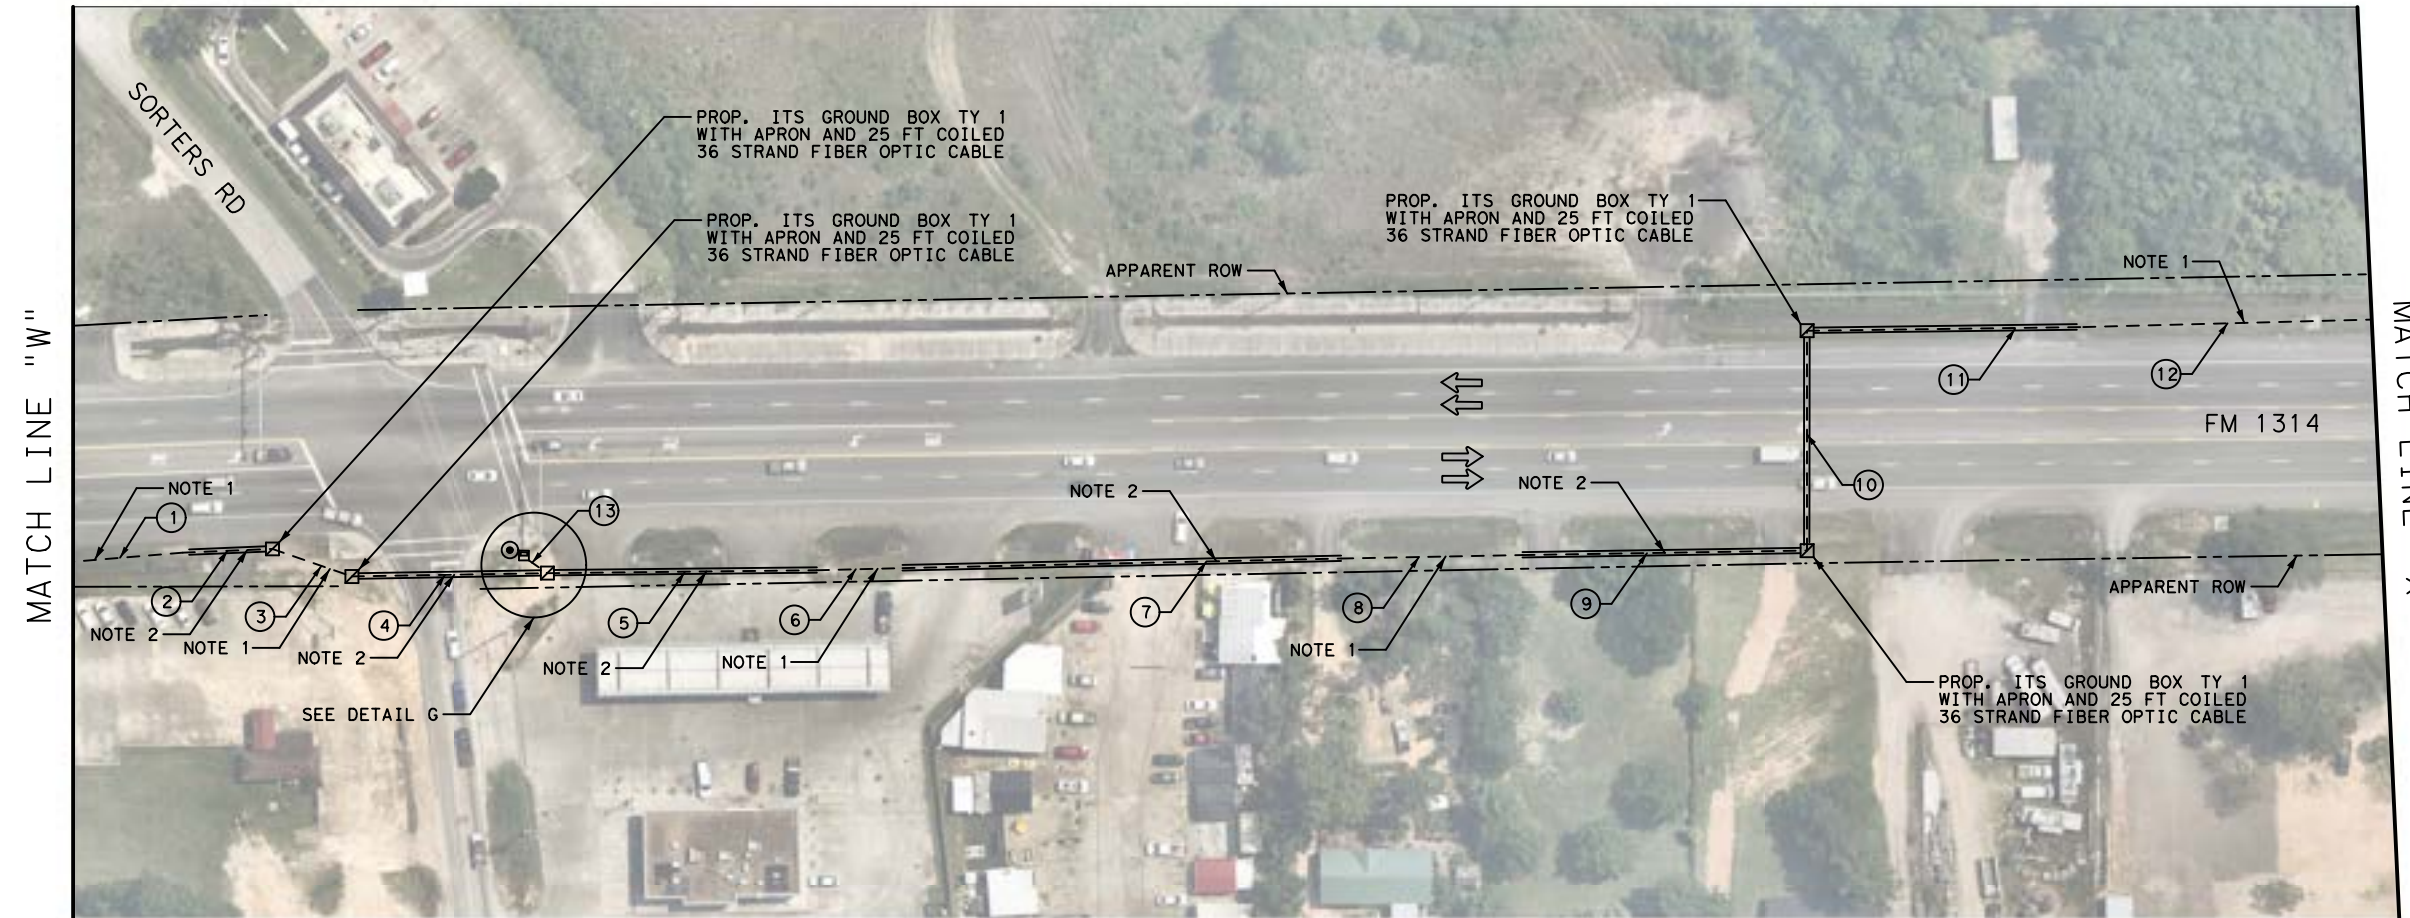 SORTERS RD
PROP. ITS GROUND BOX TY 1
WITH APRON AND 25 FT COILED
36 STRAND FIBER OPTIC CABLE
PROP. ITS GROUND BOX TY 1
WITH APRON AND 25 FT COILED
36 STRAND FIBER OPTIC CABLE
PROP. ITS GROUND BOX TY 1
WITH APRON AND 25 FT COILED
36 STRAND FIBER OPTIC CABLE
APPARENT ROW
NOTE 1
MATCH LINE "W"
MATCH LINE
11
12
FM 1314
NOTE 1
1
13
NOTE 2
NOTE 2
10
2
3
4
5
6
7
8
9
APPARENT ROW
NOTE 2
NOTE 1
NOTE 2
NOTE 2
NOTE 1
NOTE 1
SEE DETAIL G
PROP. ITS GROUND BOX TY 1
WITH APRON AND 25 FT COILED
36 STRAND FIBER OPTIC CABLE